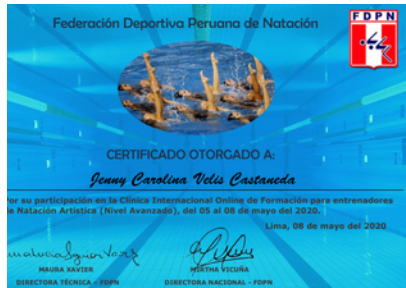 Federación Deportiva Peruana de Natación
FDPN
CERTIFICADO OTORGADO A:
Jenny Carolina Velis Castaneda
Por su participación en la Clínica Internacional Online de Formación para entrenadores
de Natación Artística (Nivel Avanzado), del 05 al 08 de mayo del 2020.
Lima, 08 de mayo del 2020
MAURA XAVIER
MIRTHA VICUÑA
DIRECTORA TÉCNICA - FDPN
DIRECTORA NACIONAL - FDPN